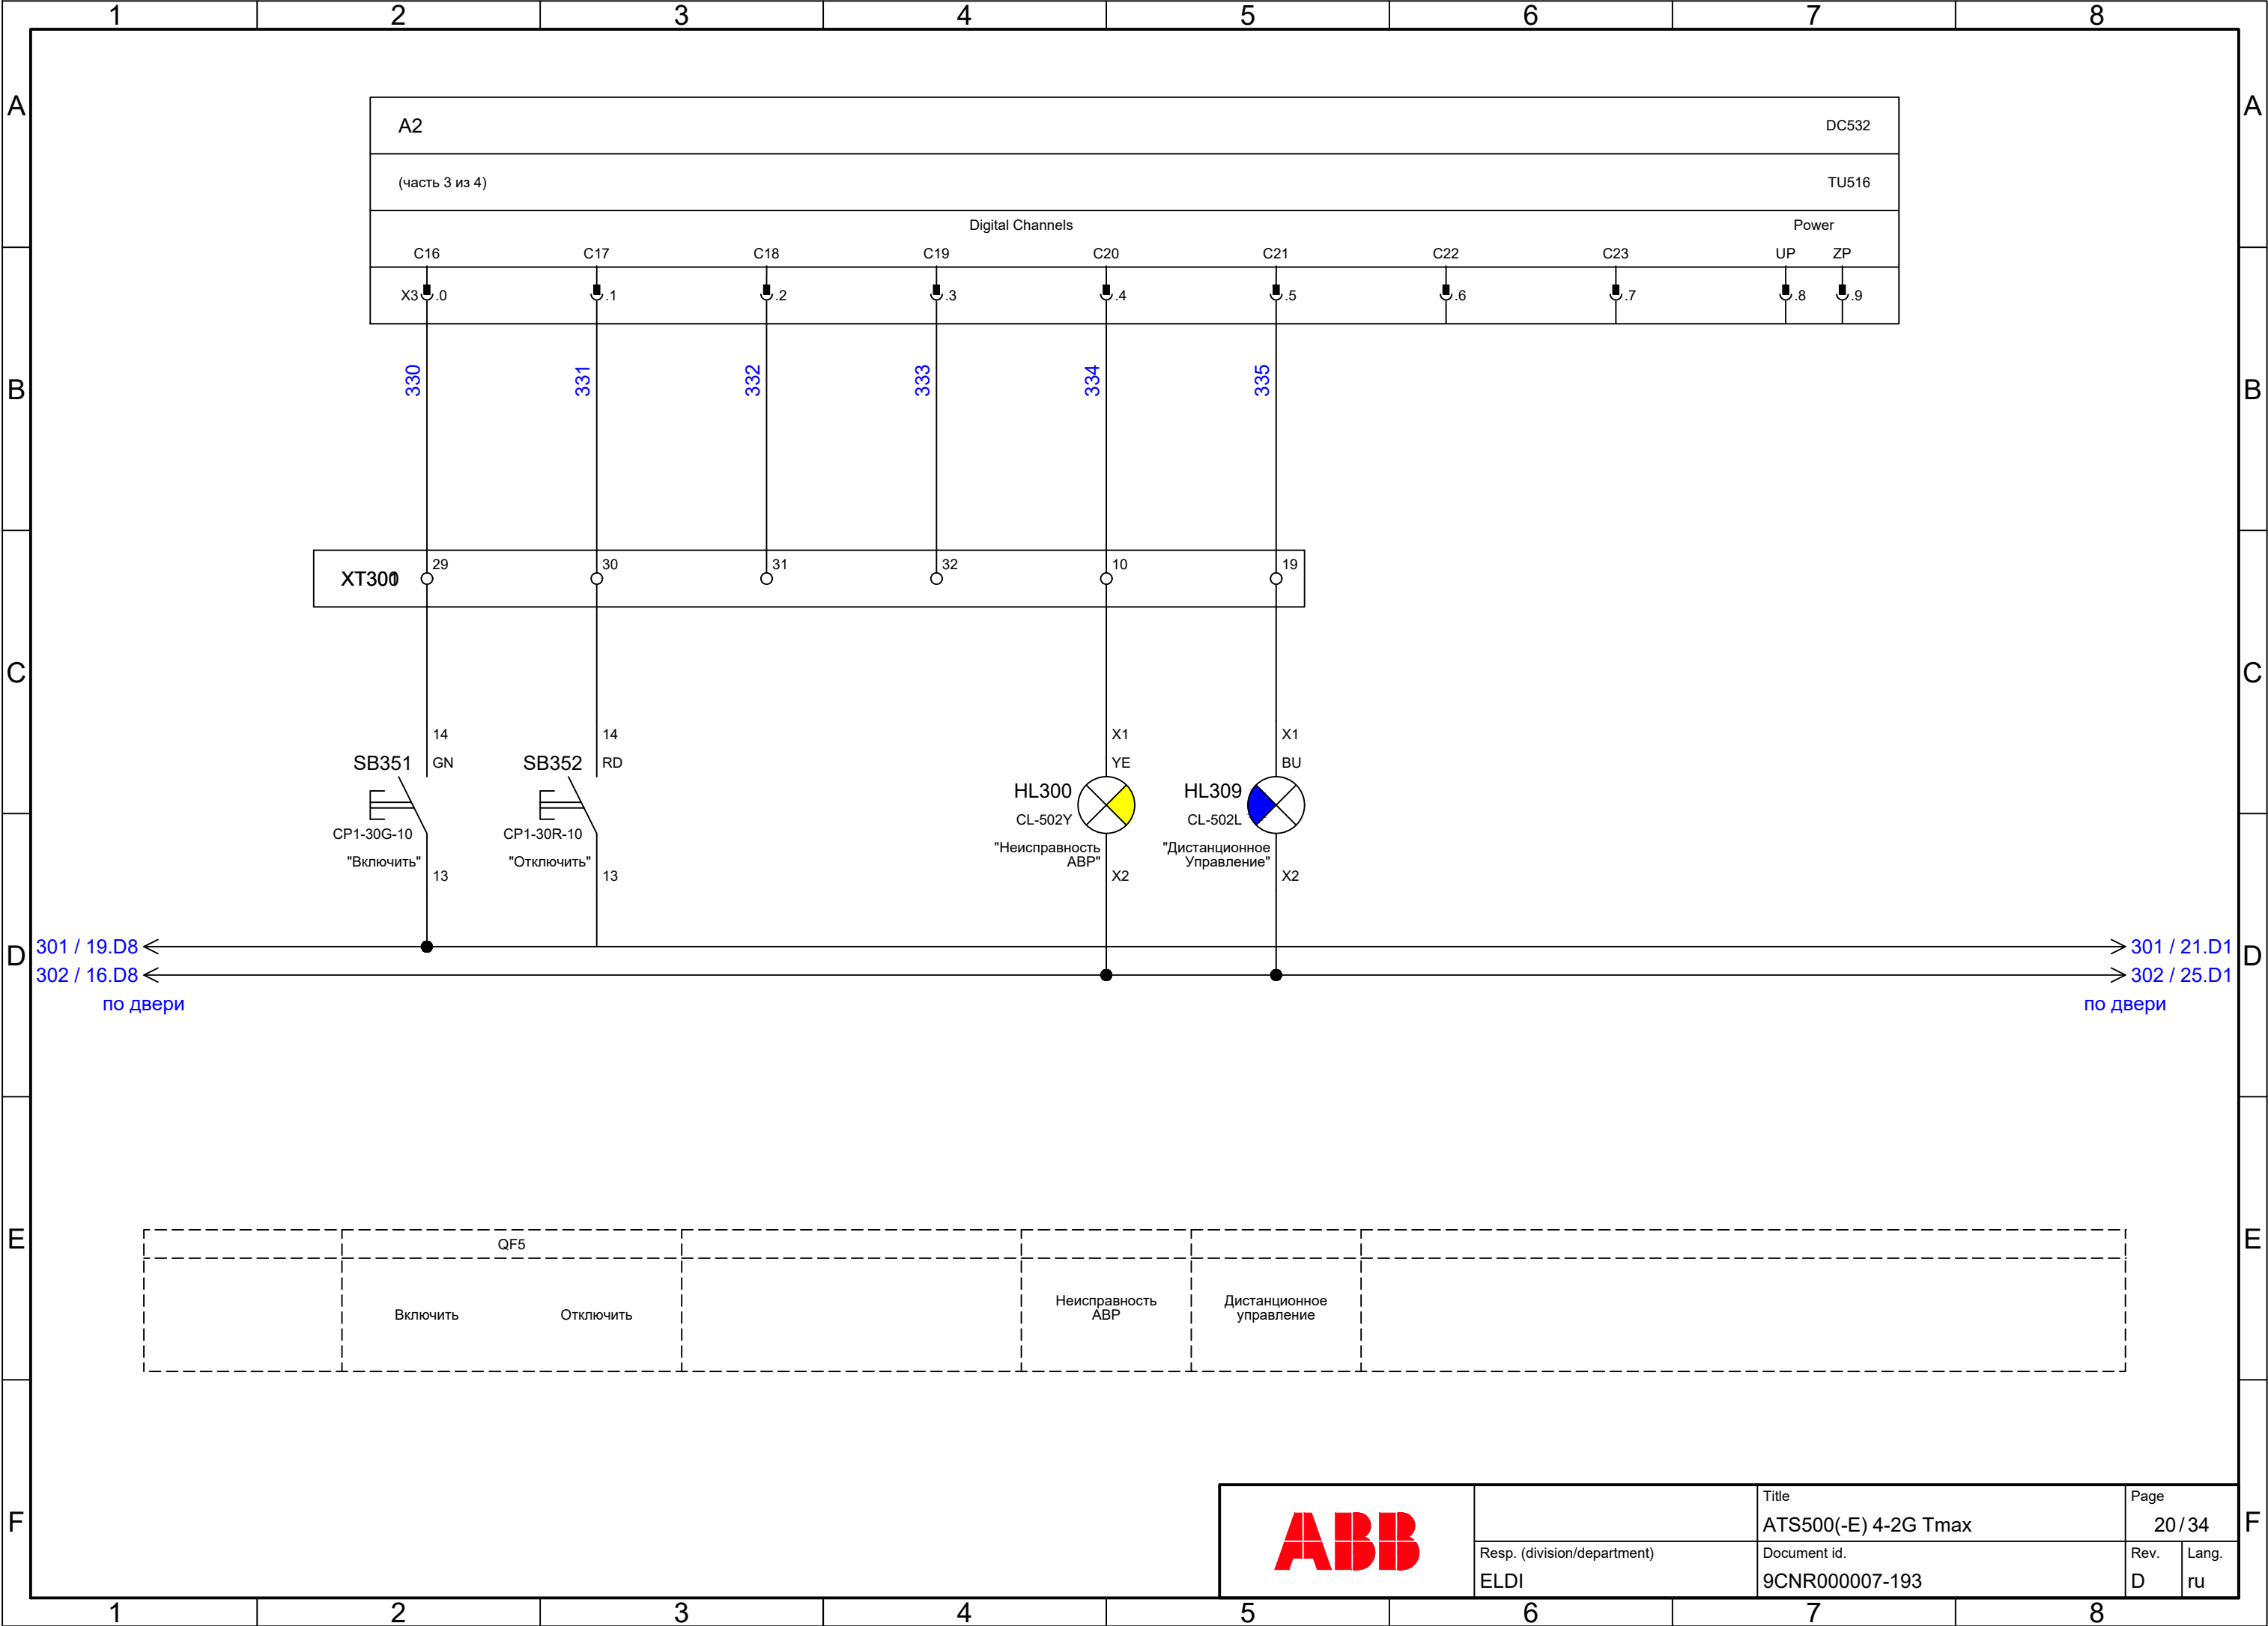 1 2 3 4 5 6 7 8
A A
A2 DC532
(часть 3 из 4) TU516
Digital Channels Power
C16 C17 C18 C19 C20 C21 C22 C23 UP ZP
X3 .0 .1 .2 .3 .4 .5 .6 .7 .8 .9
330 331 332 333 334 335
B B
29 30 31 32 10 19
XT300
C C
14 14 X1 X1
SB351 GN SB352 RD YE BU
HL300 HL309
CL-502Y CL-502L
CP1-30G-10 CP1-30R-10
"Неисправность "Дистанционное
"Включить" "Отключить" АВР" Управление"
13 13 X2 X2
301 / 19.D8 301 / 21.D1
D D
302 / 16.D8 302 / 25.D1
по двери по двери
E E
QF5
Неисправность Дистанционное
Включить Отключить АВР управление
F F
ABB
Title Page
ATS500(-E) 4-2G Tmax 20 / 34
Resp. (division/department) Document id. Rev. Lang.
ELDI 9CNR000007-193 D ru
1 2 3 4 5 6 7 8